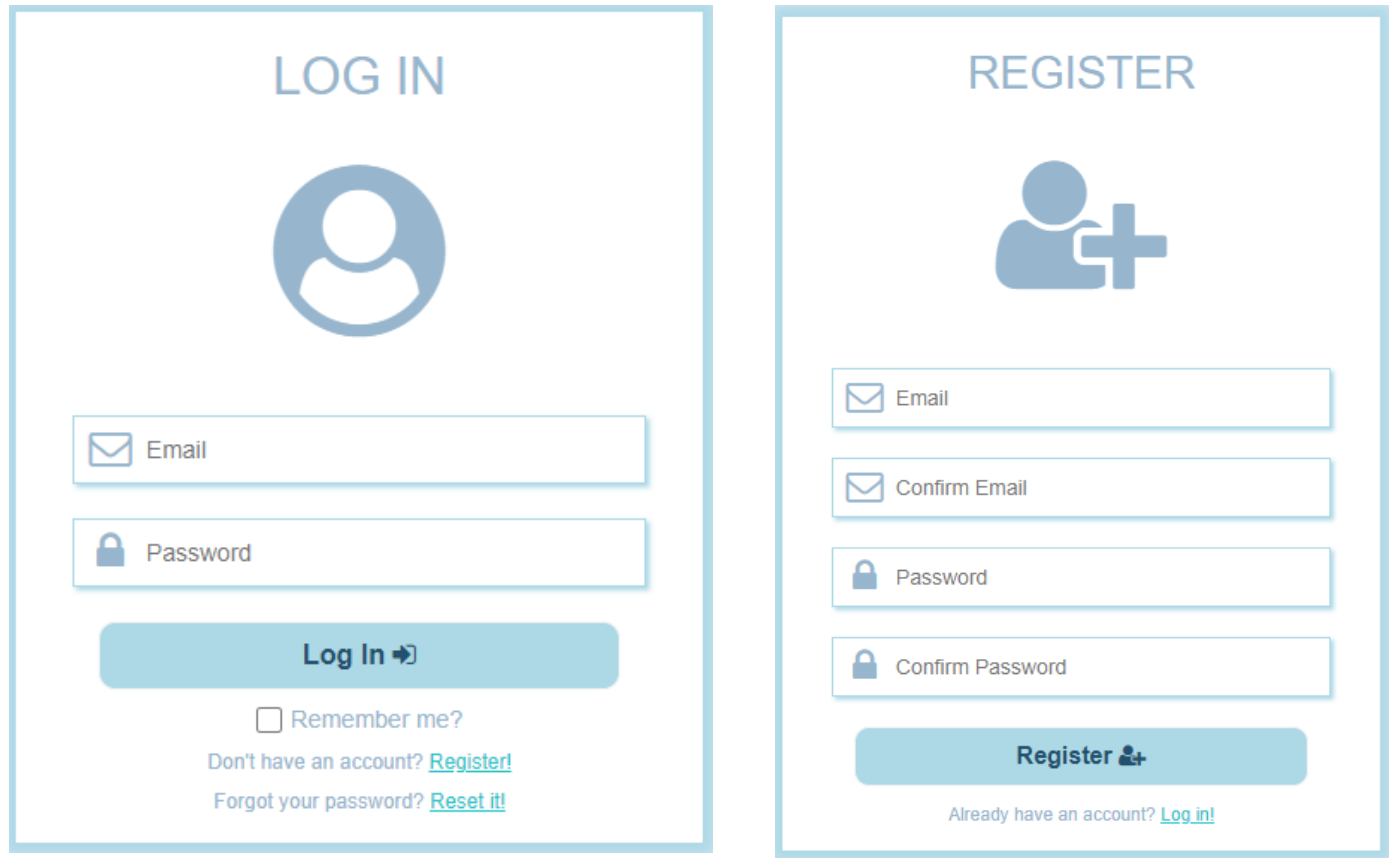 LOG IN
Email
Password
Log In
Remember me?
Don't have an account? Register!
Forgot your password? Reset it!
REGISTER
Email
Confirm Email
Password
Confirm Password
Register
Already have an account? Log in!